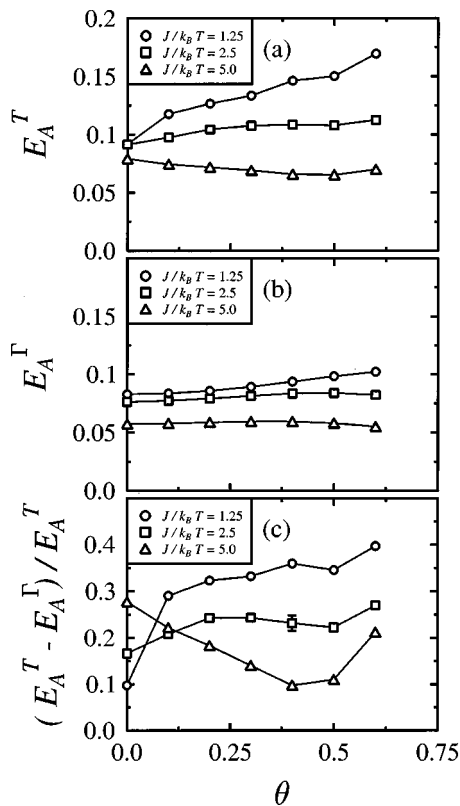 0.2
0.15
0.1
0.05
0.0
E_A^T
J/k_B T = 1.25
J/k_B T = 2.5
J/k_B T = 5.0
(a)
0.15
0.1
0.05
0.0
E_A^Γ
J/k_B T = 1.25
J/k_B T = 2.5
J/k_B T = 5.0
(b)
0.4
0.3
0.2
0.1
0.0
(E_A^T - E_A^Γ) / E_A^T
J/k_B T = 1.25
J/k_B T = 2.5
J/k_B T = 5.0
(c)
0.0 0.25 0.5 0.75
θ